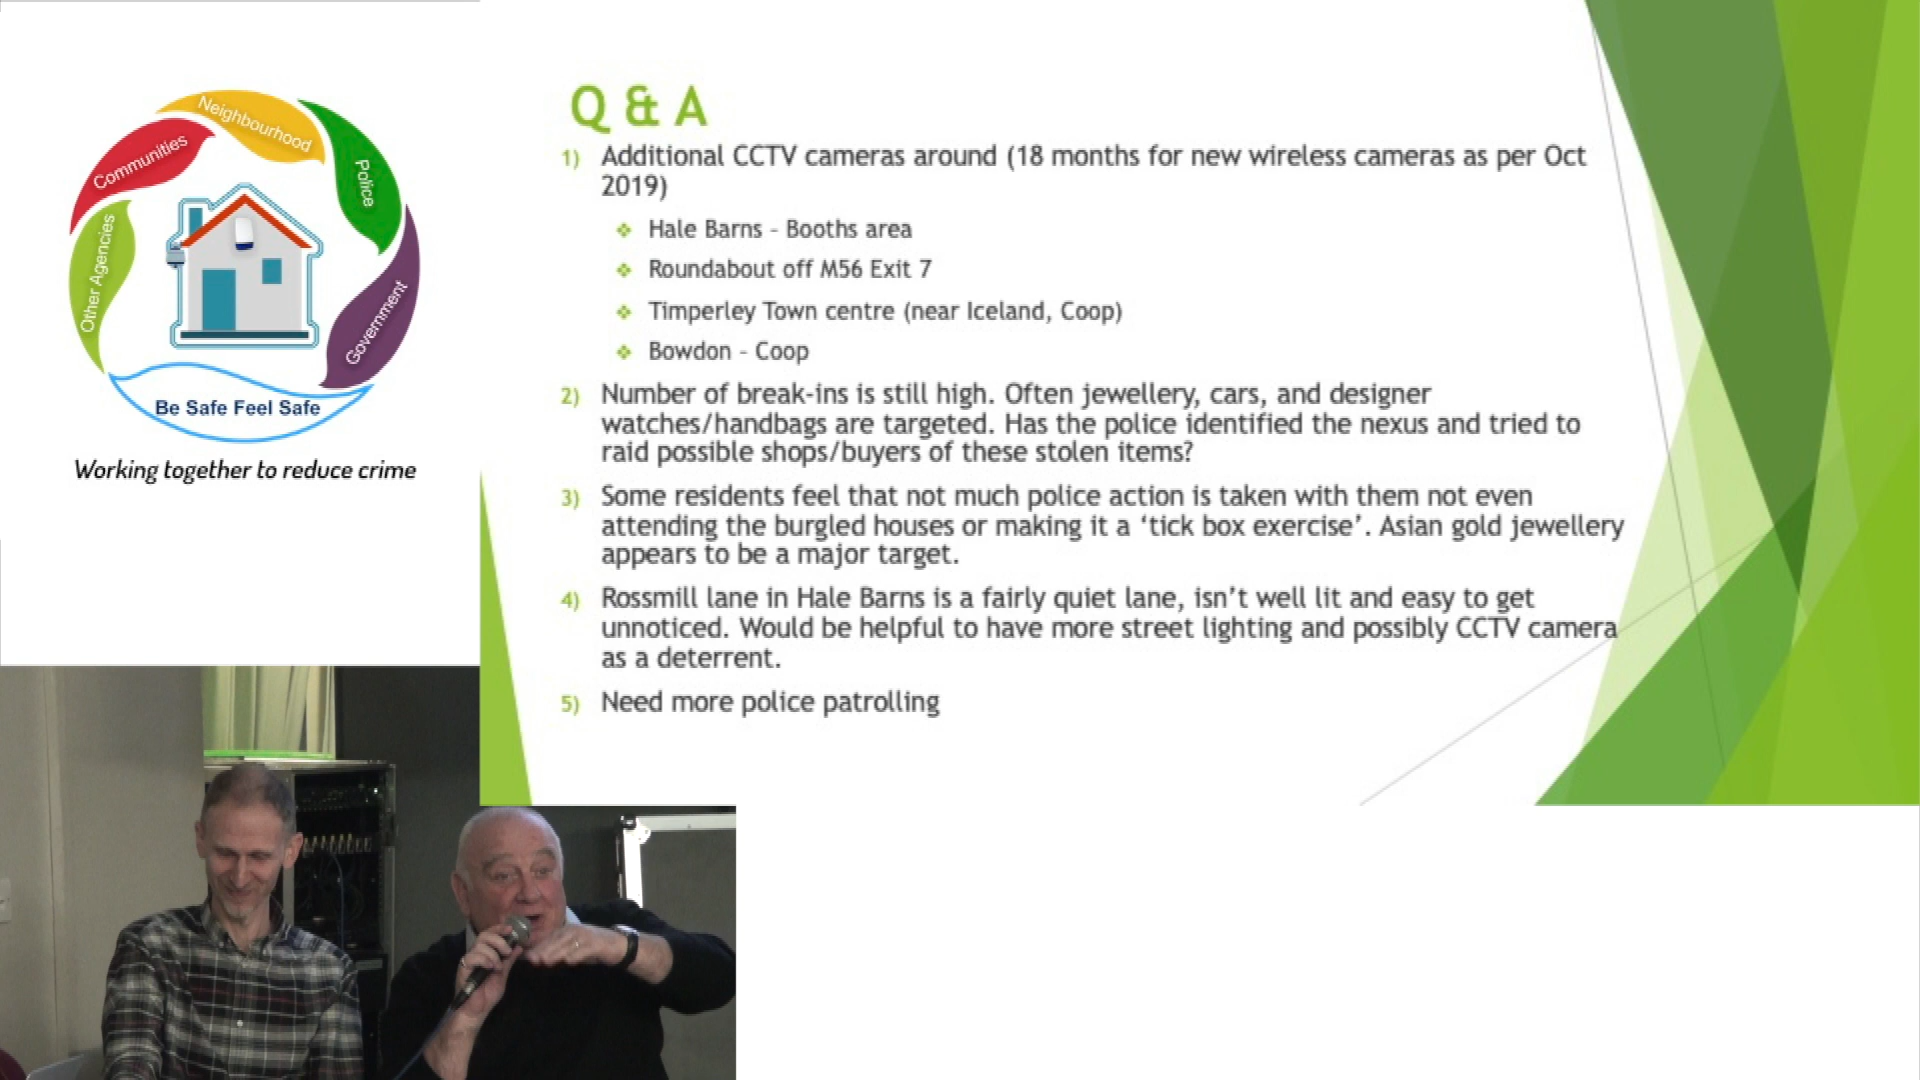 Neighbourhood
Communities
Police
Other Agencies
Government
Be Safe Feel Safe
Working together to reduce crime
Q & A
1) Additional CCTV cameras around (18 months for new wireless cameras as per Oct
2019)
Hale Barns - Booths area
Roundabout off M56 Exit 7
Timperley Town centre (near Iceland, Coop)
Bowdon - Coop
2) Number of break-ins is still high. Often jewellery, cars, and designer
watches/handbags are targeted. Has the police identified the nexus and tried to
raid possible shops/buyers of these stolen items?
3) Some residents feel that not much police action is taken with them not even
attending the burgled houses or making it a ‘tick box exercise’. Asian gold jewellery
appears to be a major target.
4) Rossmill lane in Hale Barns is a fairly quiet lane, isn’t well lit and easy to get
unnoticed. Would be helpful to have more street lighting and possibly CCTV camera
as a deterrent.
5) Need more police patrolling